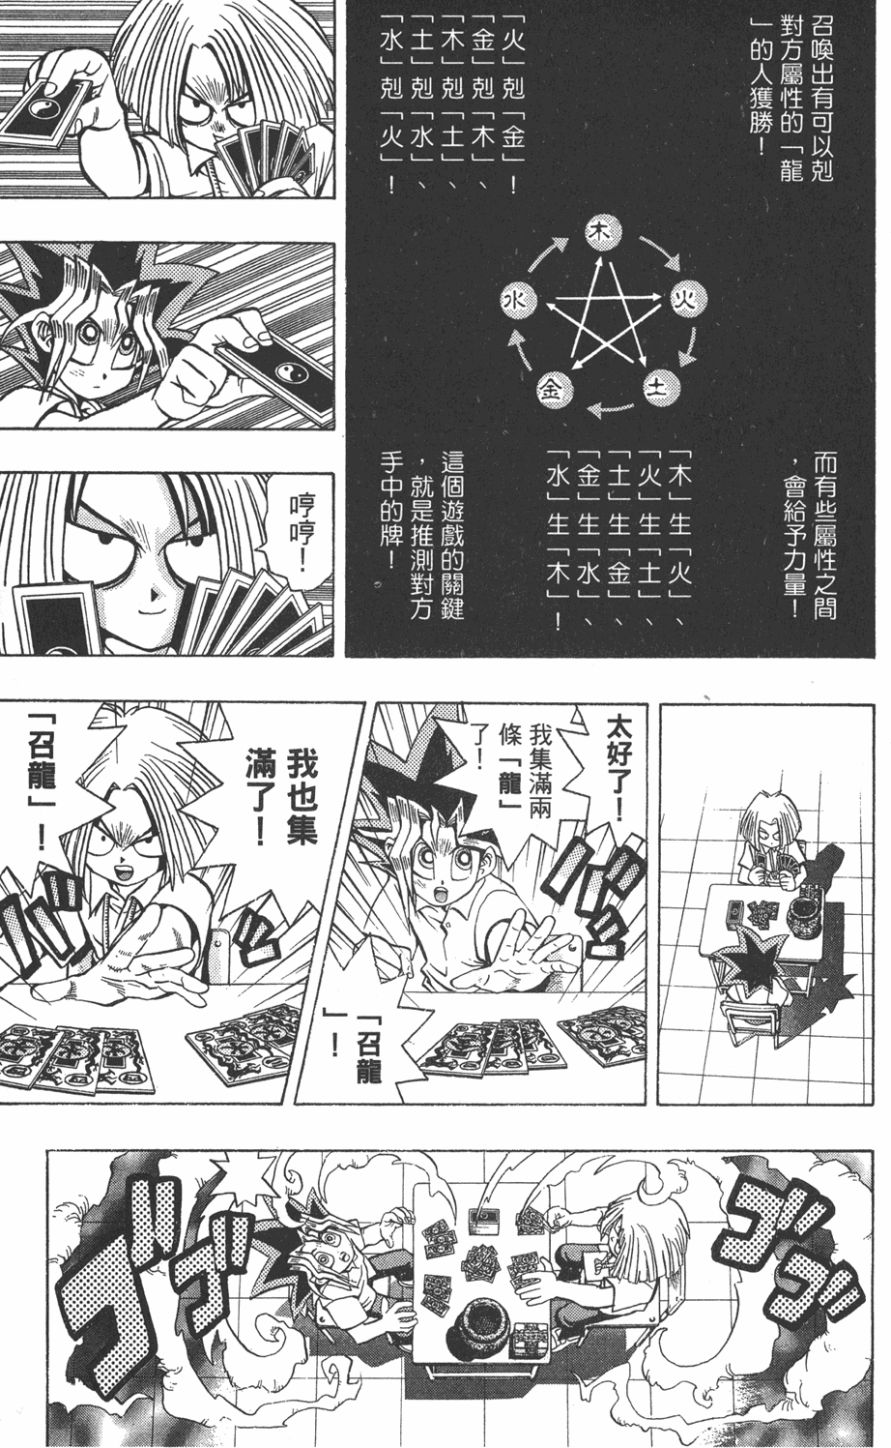 召喚出有可以剋
對方屬性的「龍
」的人獲勝！
「火」剋「金」！
「金」剋「木」、
「木」剋「土」、
「土」剋「水」、
「水」剋「火」！
木
火
土
金
水
而有些屬性之間
，會給予力量！
「木」生「火」、
「火」生「土」、
「土」生「金」、
「金」生「水」、
「水」生「木」！
這個遊戲的關鍵
，就是推測對方
手中的牌！
哼哼！
太好了！
我集滿兩
條「龍」
了！
「召龍
」！
我也集
滿了！
「召龍」！
ゴゴゴ
ゴゴ